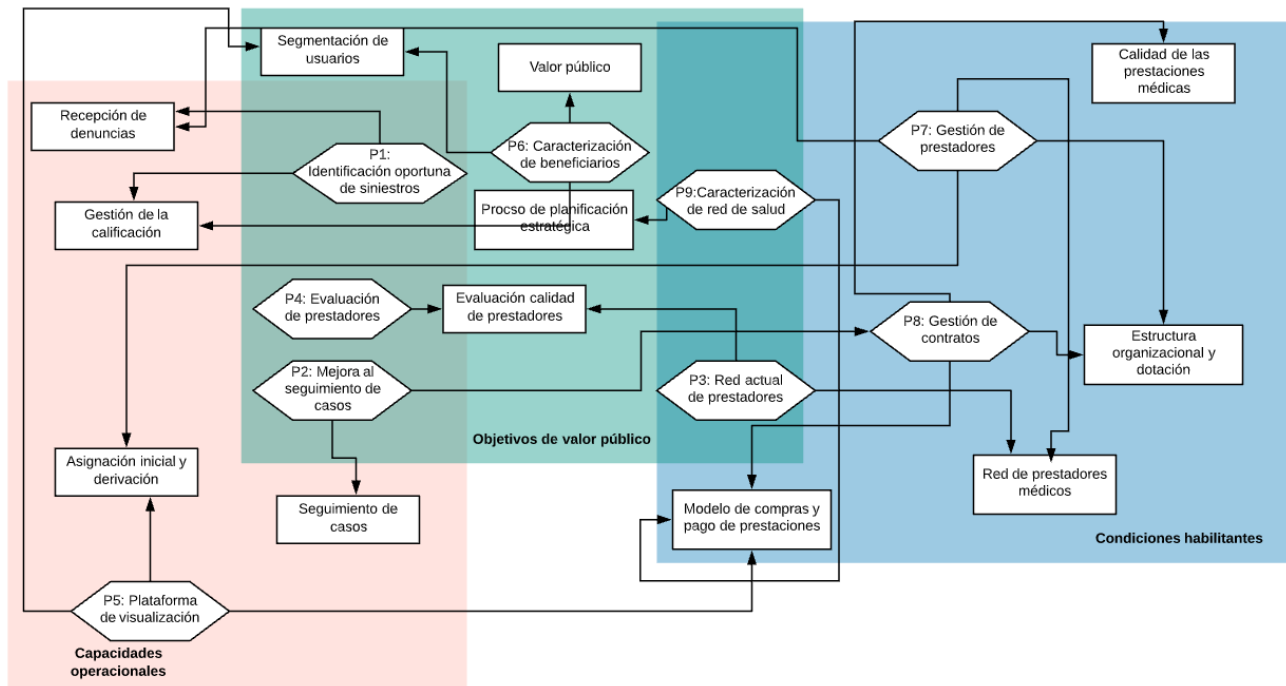 Segmentación de
usuarios
Valor público
Calidad de las
prestaciones
médicas
Recepción de
denuncias
P1:
Identificación oportuna
de siniestros
P6: Caracterización
de beneficiarios
P7: Gestión de
prestadores
Gestión de la
calificación
Procso de planificación
estratégica
P9:Caracterización
de red de salud
P4: Evaluación
de prestadores
Evaluación calidad
de prestadores
P8: Gestión de
contratos
Estructura
organizacional y
dotación
P2: Mejora al
seguimiento de
casos
P3: Red actual
de prestadores
Objetivos de valor público
Asignación inicial y
derivación
Red de prestadores
médicos
Seguimiento de
casos
Modelo de compras y
pago de prestaciones
Condiciones habilitantes
P5: Plataforma
de visualización
Capacidades
operacionales